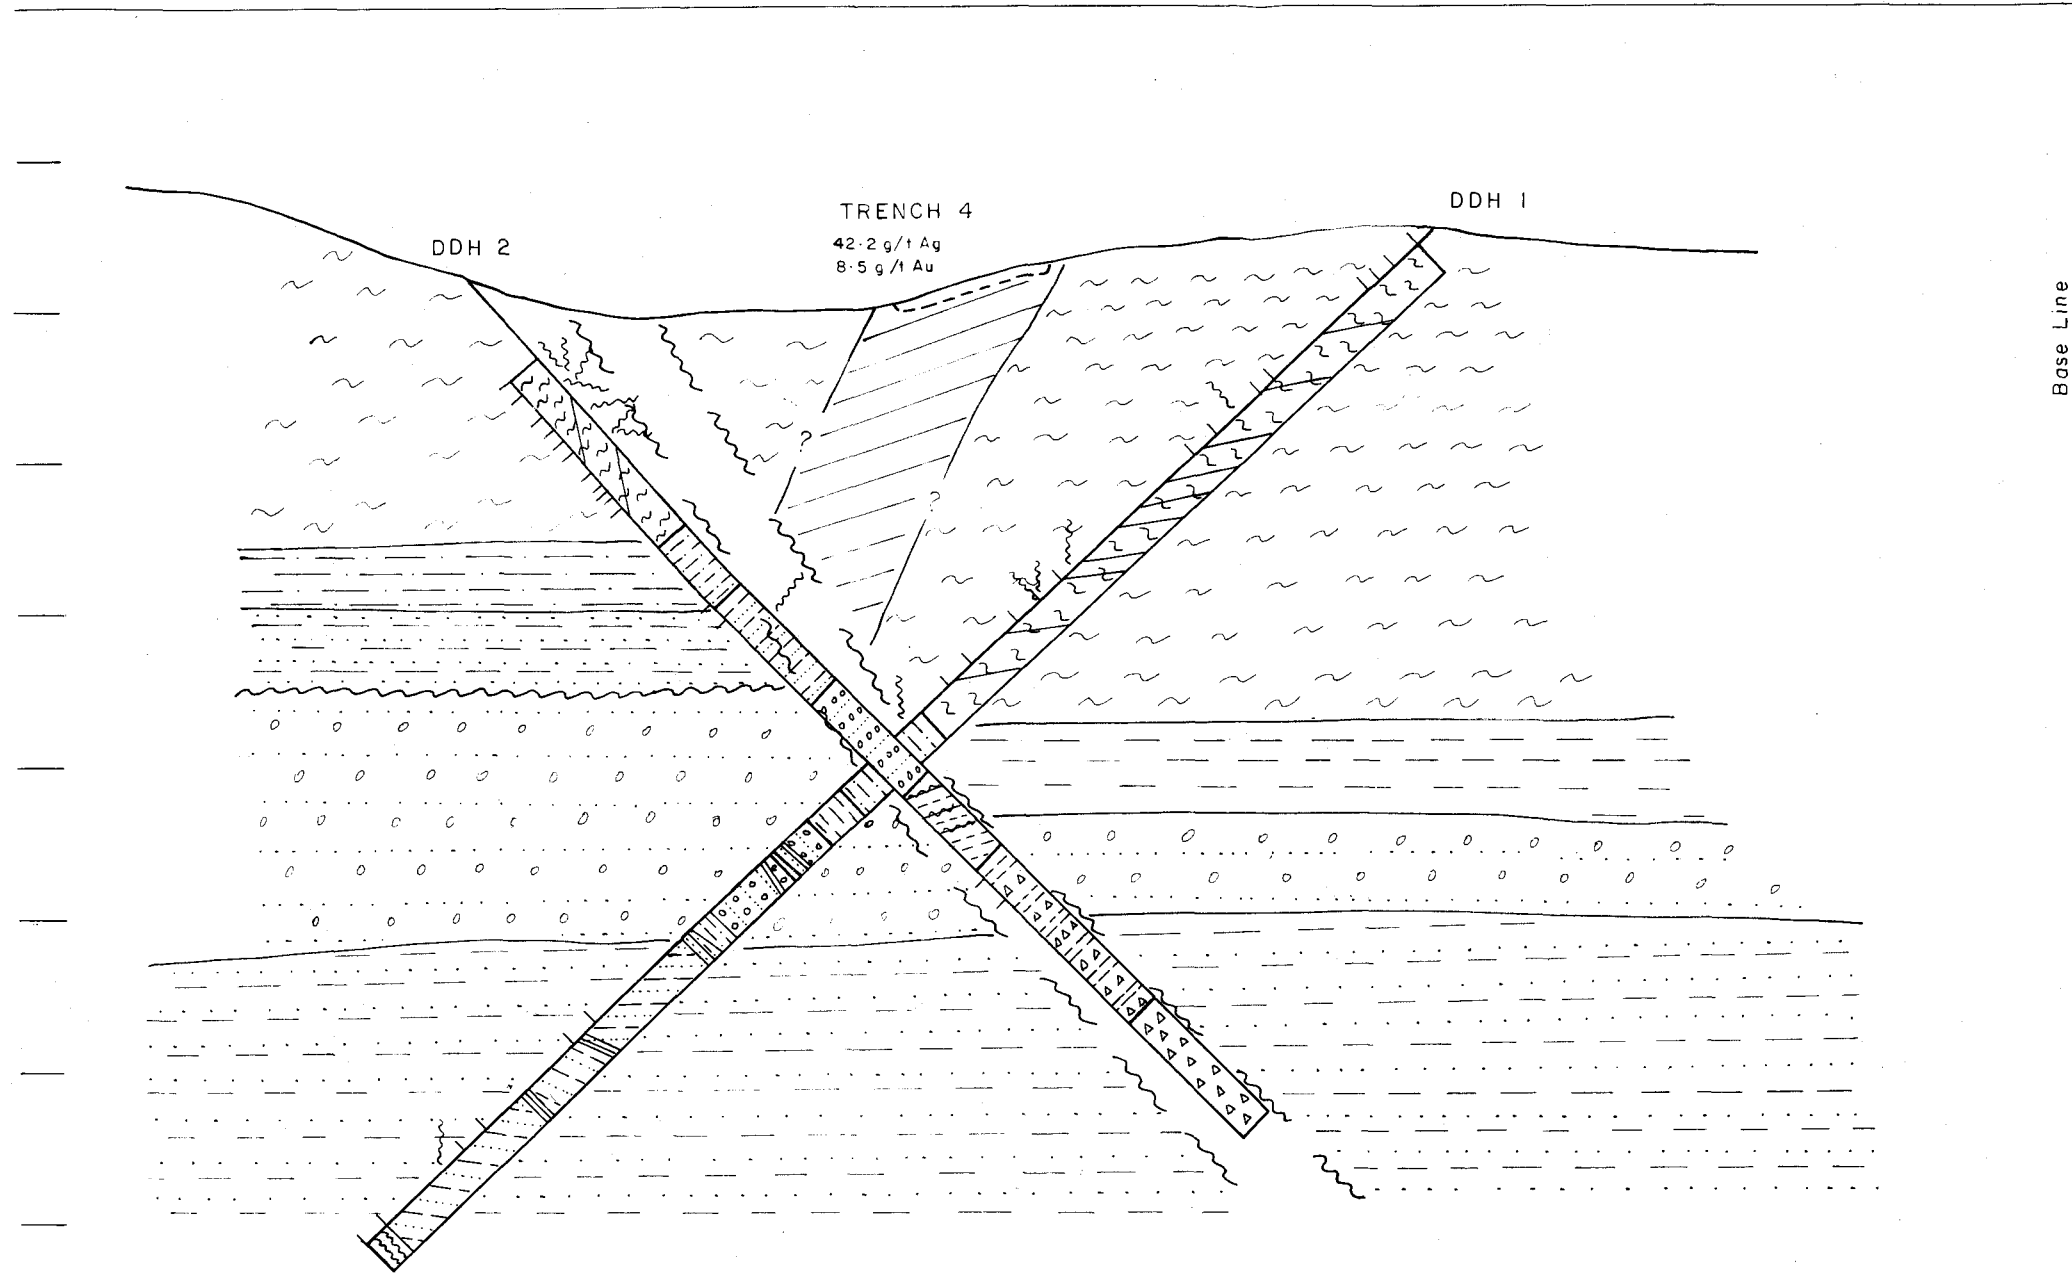 DDH 2
TRENCH 4
42.2 g/t Ag
8.5 g/t Au
DDH 1
Base Line
?
?